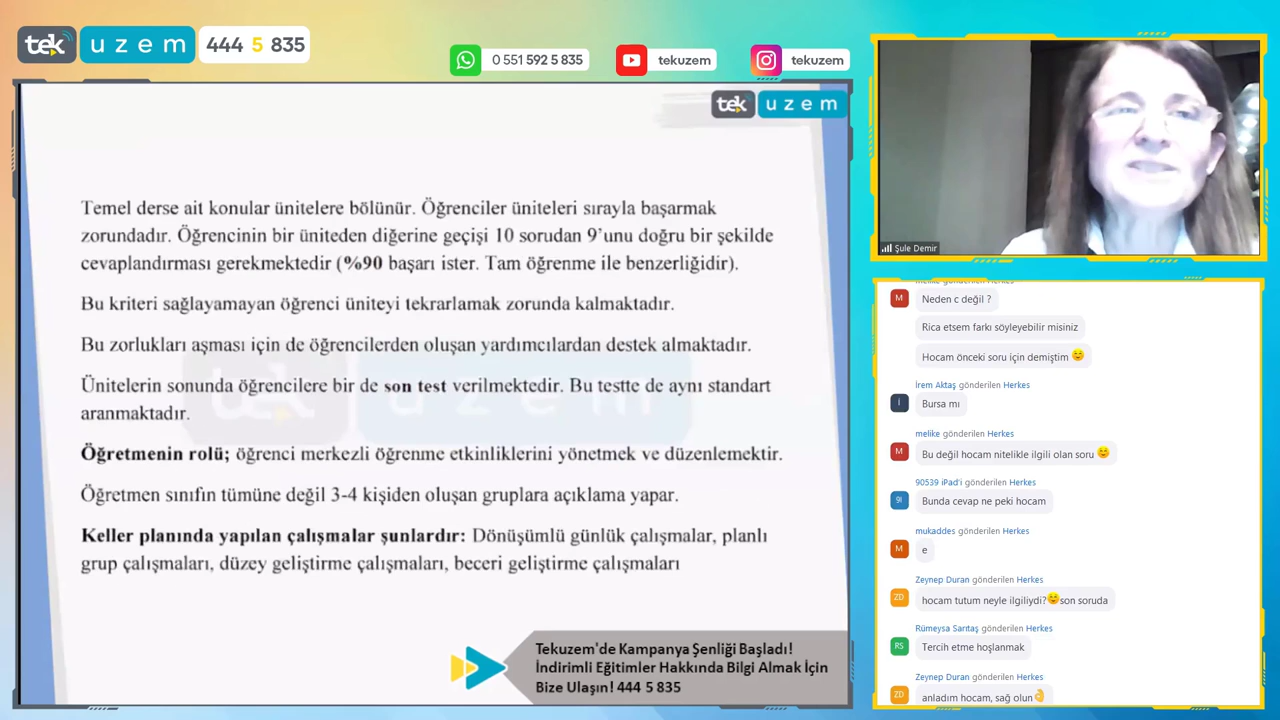 tek uzem 444 5 835
0 551 592 5 835
tekuzem
tekuzem
tek uzem
Temel derse ait konular ünitelere bölünür. Öğrenciler üniteleri sırayla başarmak
zorundadır. Öğrencinin bir üniteden diğerine geçişi 10 sorudan 9'unu doğru bir şekilde
cevaplandırması gerekmektedir (%90 başarı ister. Tam öğrenme ile benzerliğidir).
Bu kriteri sağlayamayan öğrenci üniteyi tekrarlamak zorunda kalmaktadır.
Bu zorlukları aşması için de öğrencilerden oluşan yardımcılardan destek almaktadır.
Ünitelerin sonunda öğrencilere bir de son test verilmektedir. Bu testte de aynı standart
aranmaktadır.
Öğretmenin rolü; öğrenci merkezli öğrenme etkinliklerini yönetmek ve düzenlemektir.
Öğretmen sınıfın tümüne değil 3-4 kişiden oluşan gruplara açıklama yapar.
Keller planında yapılan çalışmalar şunlardır: Dönüşümlü günlük çalışmalar, planlı
grup çalışmaları, düzey geliştirme çalışmaları, beceri geliştirme çalışmaları
tek uzem
Tekuzem'de Kampanya Şenliği Başladı!
İndirimli Eğitimler Hakkında Bilgi Almak İçin
Bize Ulaşın! 444 5 835
Şule Demir
melike gönderilen Herkes
M Neden c değil ?
Rica etsem farkı söyleyebilir misiniz
Hocam önceki soru için demiştim
İrem Aktaş gönderilen Herkes
İ Bursa mı
melike gönderilen Herkes
M Bu değil hocam nitelikle ilgili olan soru
90539 iPad'i gönderilen Herkes
9İ Bunda cevap ne peki hocam
mukaddes gönderilen Herkes
M e
Zeynep Duran gönderilen Herkes
ZD hocam tutum neyle ilgiliydi? son soruda
Rümeysa Sarıtaş gönderilen Herkes
RS Tercih etme hoşlanmak
Zeynep Duran gönderilen Herkes
ZD anladım hocam, sağ olun